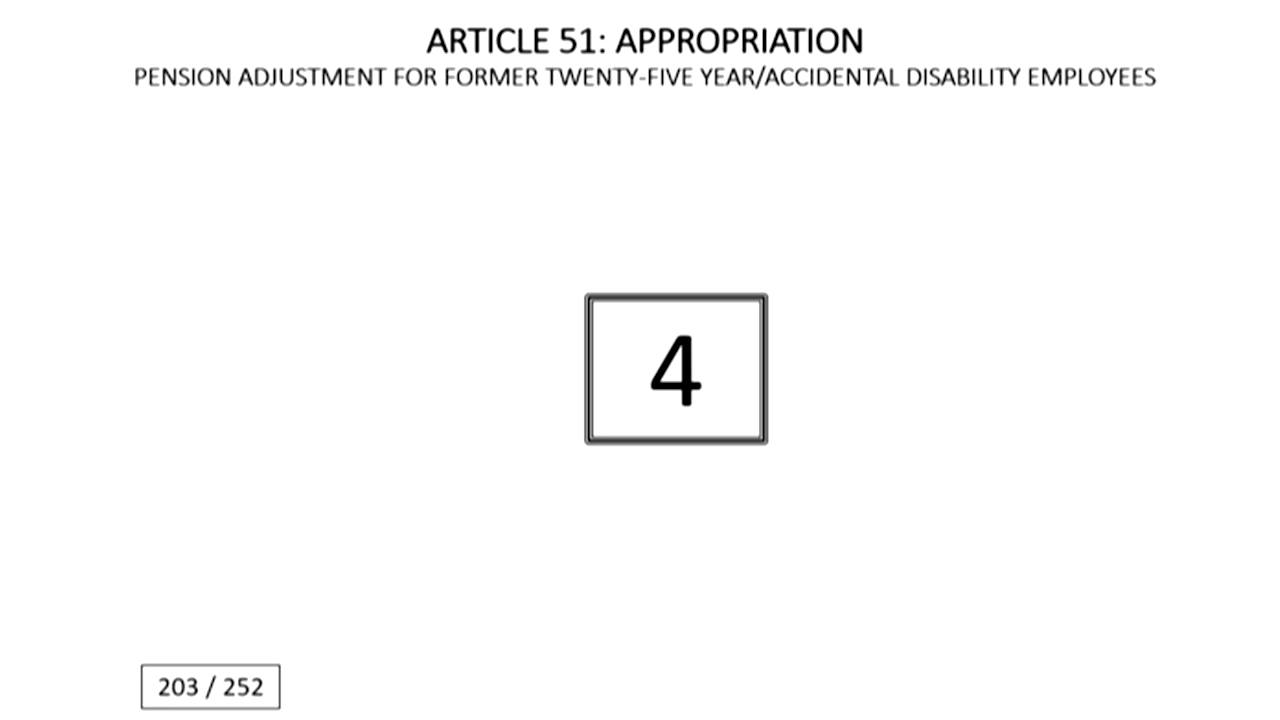 ARTICLE 51: APPROPRIATION
PENSION ADJUSTMENT FOR FORMER TWENTY-FIVE YEAR/ACCIDENTAL DISABILITY EMPLOYEES
4
203 / 252